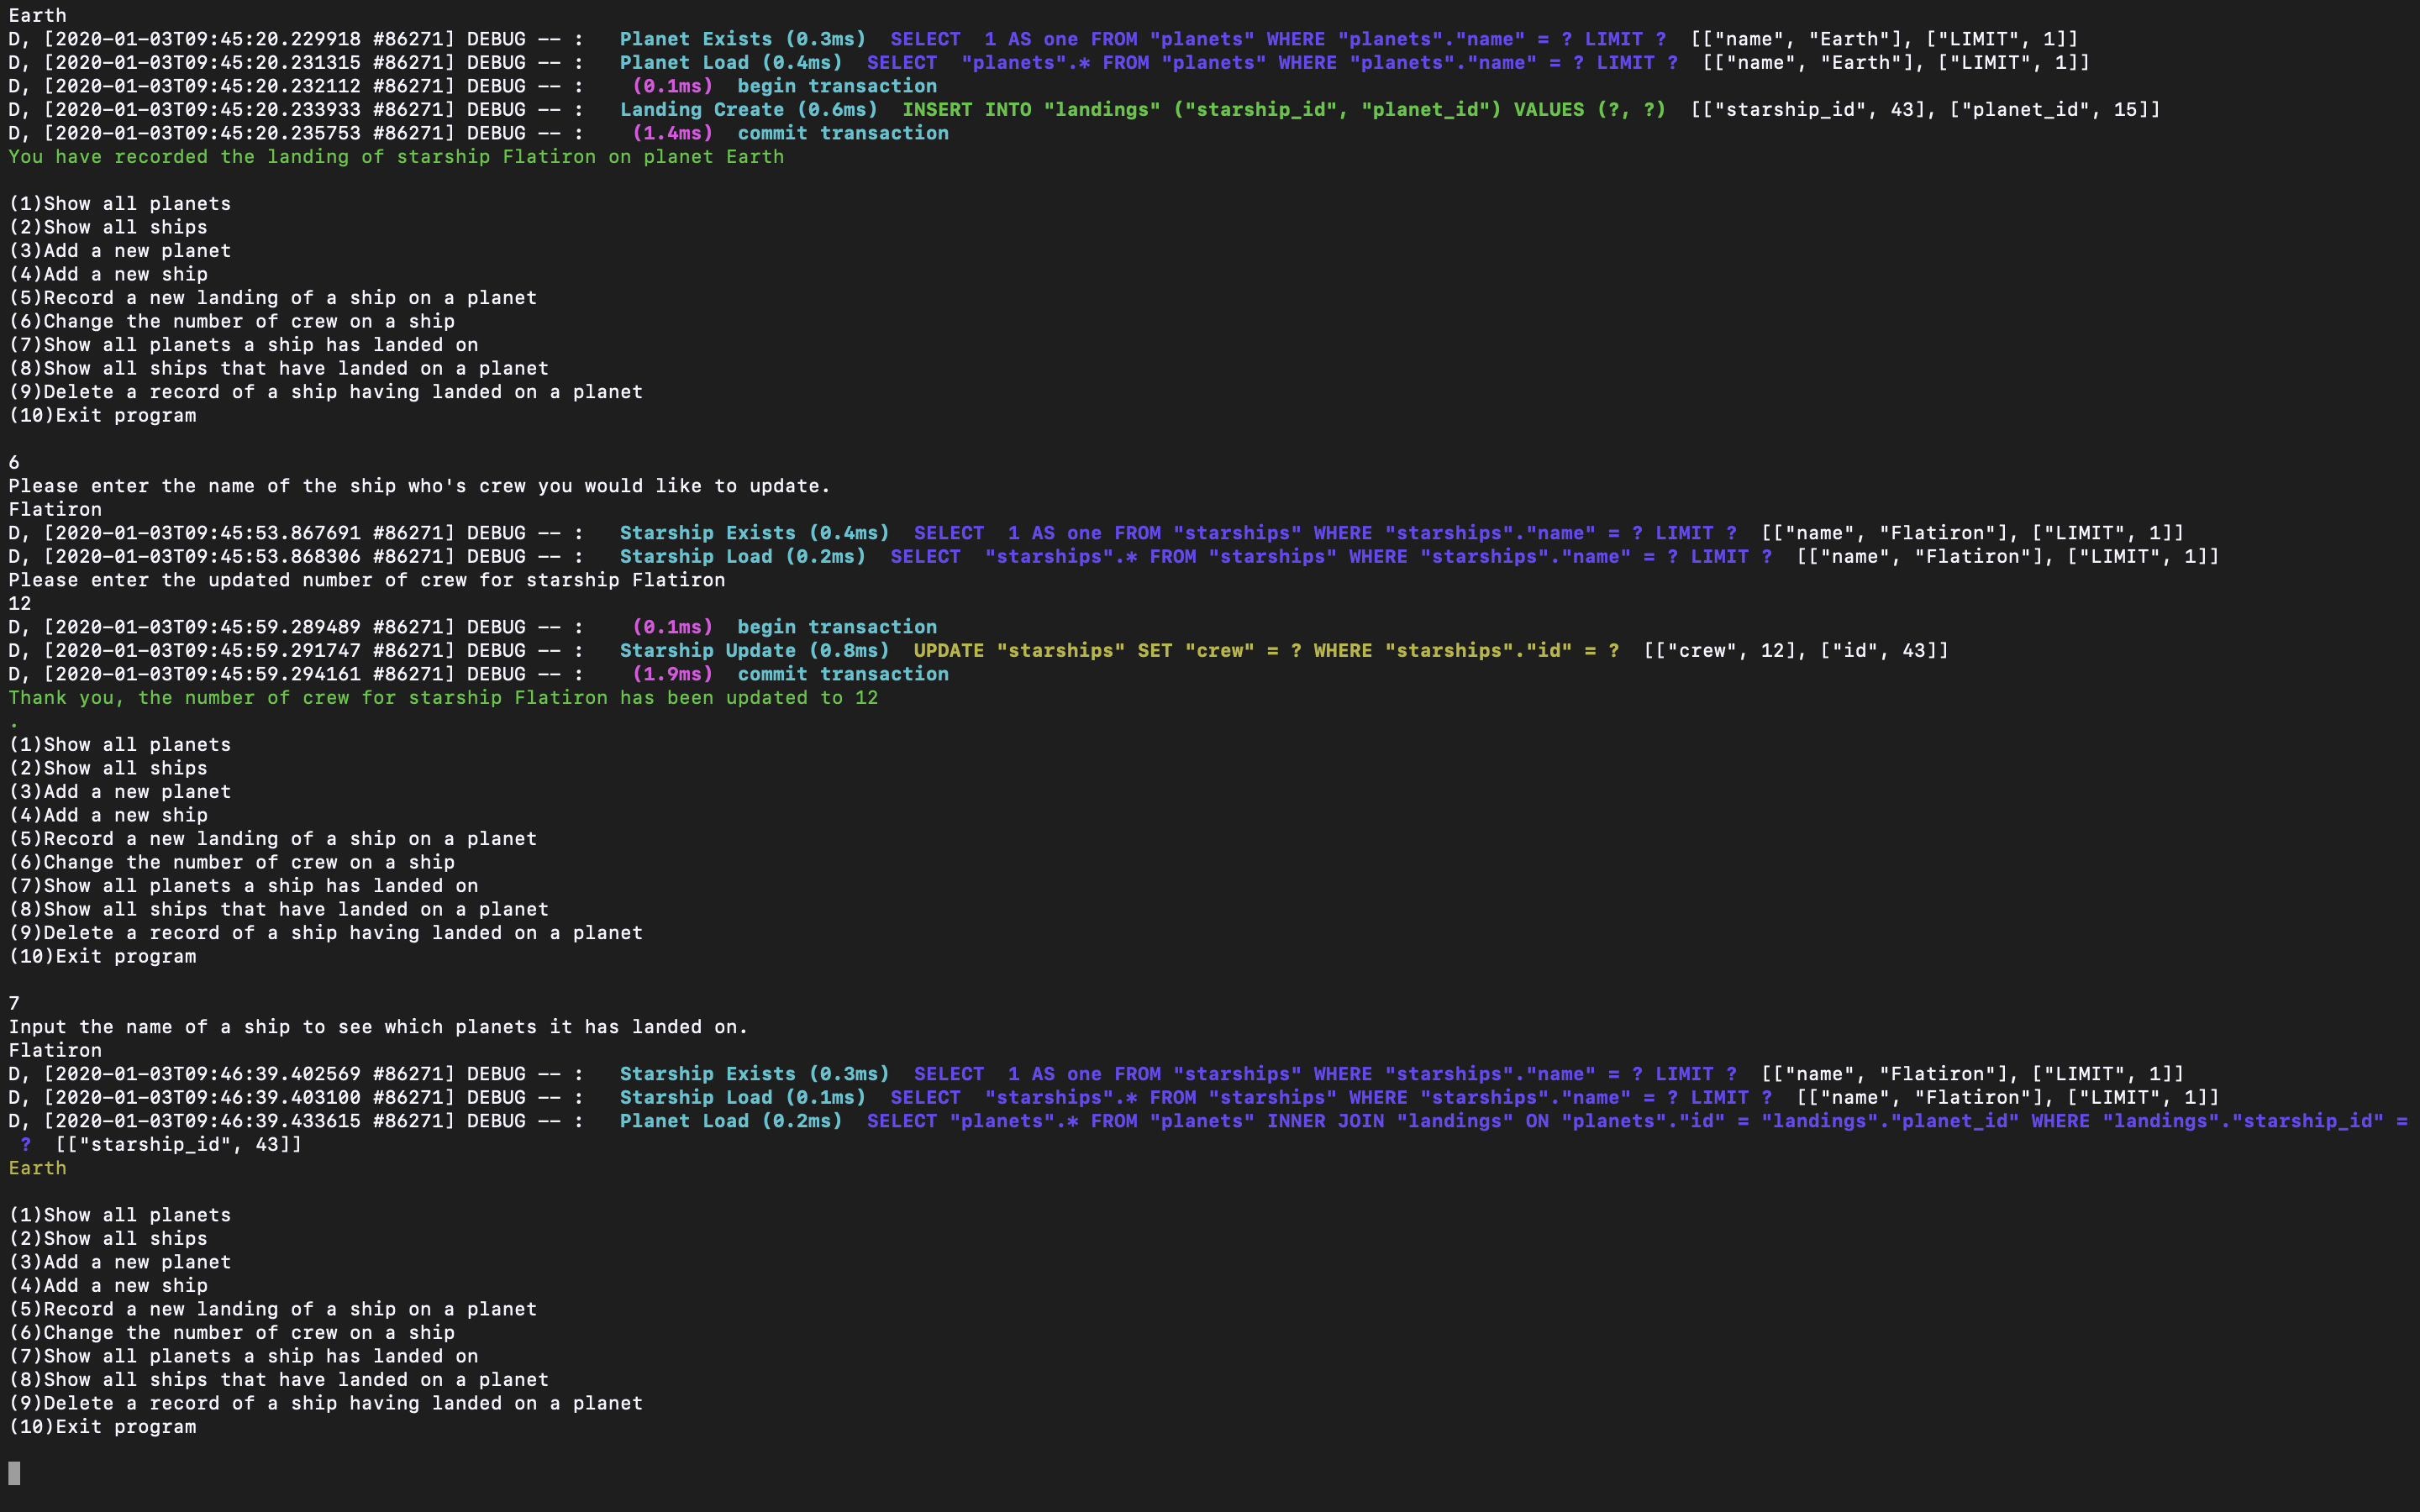 Earth
D, [2020-01-03T09:45:20.229918 #86271] DEBUG -- :   Planet Exists (0.3ms)  SELECT  1 AS one FROM "planets" WHERE "planets"."name" = ? LIMIT ?  [["name", "Earth"], ["LIMIT", 1]]
D, [2020-01-03T09:45:20.231315 #86271] DEBUG -- :   Planet Load (0.4ms)  SELECT  "planets".* FROM "planets" WHERE "planets"."name" = ? LIMIT ?  [["name", "Earth"], ["LIMIT", 1]]
D, [2020-01-03T09:45:20.232112 #86271] DEBUG -- :    (0.1ms)  begin transaction
D, [2020-01-03T09:45:20.233933 #86271] DEBUG -- :   Landing Create (0.6ms)  INSERT INTO "landings" ("starship_id", "planet_id") VALUES (?, ?)  [["starship_id", 43], ["planet_id", 15]]
D, [2020-01-03T09:45:20.235753 #86271] DEBUG -- :    (1.4ms)  commit transaction
You have recorded the landing of starship Flatiron on planet Earth
(1)Show all planets
(2)Show all ships
(3)Add a new planet
(4)Add a new ship
(5)Record a new landing of a ship on a planet
(6)Change the number of crew on a ship
(7)Show all planets a ship has landed on
(8)Show all ships that have landed on a planet
(9)Delete a record of a ship having landed on a planet
(10)Exit program
6
Please enter the name of the ship who's crew you would like to update.
Flatiron
D, [2020-01-03T09:45:53.867691 #86271] DEBUG -- :   Starship Exists (0.4ms)  SELECT  1 AS one FROM "starships" WHERE "starships"."name" = ? LIMIT ?  [["name", "Flatiron"], ["LIMIT", 1]]
D, [2020-01-03T09:45:53.868306 #86271] DEBUG -- :   Starship Load (0.2ms)  SELECT  "starships".* FROM "starships" WHERE "starships"."name" = ? LIMIT ?  [["name", "Flatiron"], ["LIMIT", 1]]
Please enter the updated number of crew for starship Flatiron
12
D, [2020-01-03T09:45:59.289489 #86271] DEBUG -- :    (0.1ms)  begin transaction
D, [2020-01-03T09:45:59.291747 #86271] DEBUG -- :   Starship Update (0.8ms)  UPDATE "starships" SET "crew" = ? WHERE "starships"."id" = ?  [["crew", 12], ["id", 43]]
D, [2020-01-03T09:45:59.294161 #86271] DEBUG -- :    (1.9ms)  commit transaction
Thank you, the number of crew for starship Flatiron has been updated to 12
.
(1)Show all planets
(2)Show all ships
(3)Add a new planet
(4)Add a new ship
(5)Record a new landing of a ship on a planet
(6)Change the number of crew on a ship
(7)Show all planets a ship has landed on
(8)Show all ships that have landed on a planet
(9)Delete a record of a ship having landed on a planet
(10)Exit program
7
Input the name of a ship to see which planets it has landed on.
Flatiron
D, [2020-01-03T09:46:39.402569 #86271] DEBUG -- :   Starship Exists (0.3ms)  SELECT  1 AS one FROM "starships" WHERE "starships"."name" = ? LIMIT ?  [["name", "Flatiron"], ["LIMIT", 1]]
D, [2020-01-03T09:46:39.403100 #86271] DEBUG -- :   Starship Load (0.1ms)  SELECT  "starships".* FROM "starships" WHERE "starships"."name" = ? LIMIT ?  [["name", "Flatiron"], ["LIMIT", 1]]
D, [2020-01-03T09:46:39.433615 #86271] DEBUG -- :   Planet Load (0.2ms)  SELECT "planets".* FROM "planets" INNER JOIN "landings" ON "planets"."id" = "landings"."planet_id" WHERE "landings"."starship_id" =
 ?  [["starship_id", 43]]
Earth
(1)Show all planets
(2)Show all ships
(3)Add a new planet
(4)Add a new ship
(5)Record a new landing of a ship on a planet
(6)Change the number of crew on a ship
(7)Show all planets a ship has landed on
(8)Show all ships that have landed on a planet
(9)Delete a record of a ship having landed on a planet
(10)Exit program